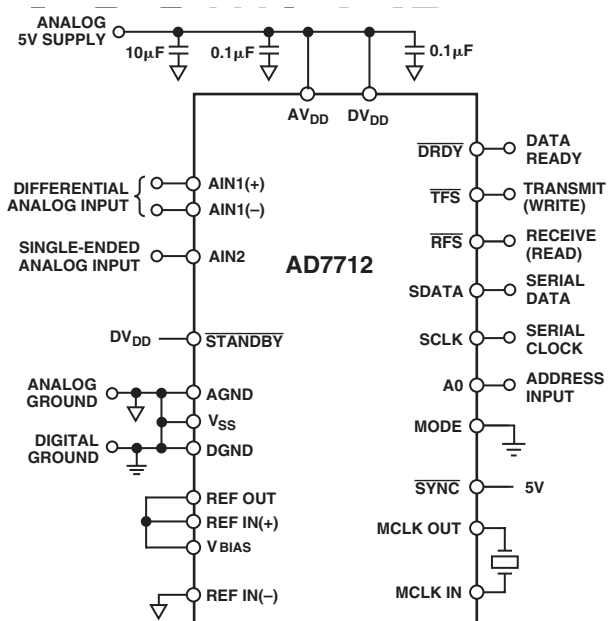 ANALOG
5V SUPPLY
10µF
0.1µF
0.1µF
AVDD
DVDD
DRDY
DATA
READY
DIFFERENTIAL
ANALOG INPUT
AIN1(+)
AIN1(–)
TFS
TRANSMIT
(WRITE)
RFS
RECEIVE
(READ)
SINGLE-ENDED
ANALOG INPUT
AIN2
AD7712
SDATA
SERIAL
DATA
DVDD
STANDBY
SCLK
SERIAL
CLOCK
ANALOG
GROUND
AGND
A0
ADDRESS
INPUT
VSS
MODE
DIGITAL
GROUND
DGND
SYNC
5V
REF OUT
REF IN(+)
VBIAS
MCLK OUT
REF IN(–)
MCLK IN